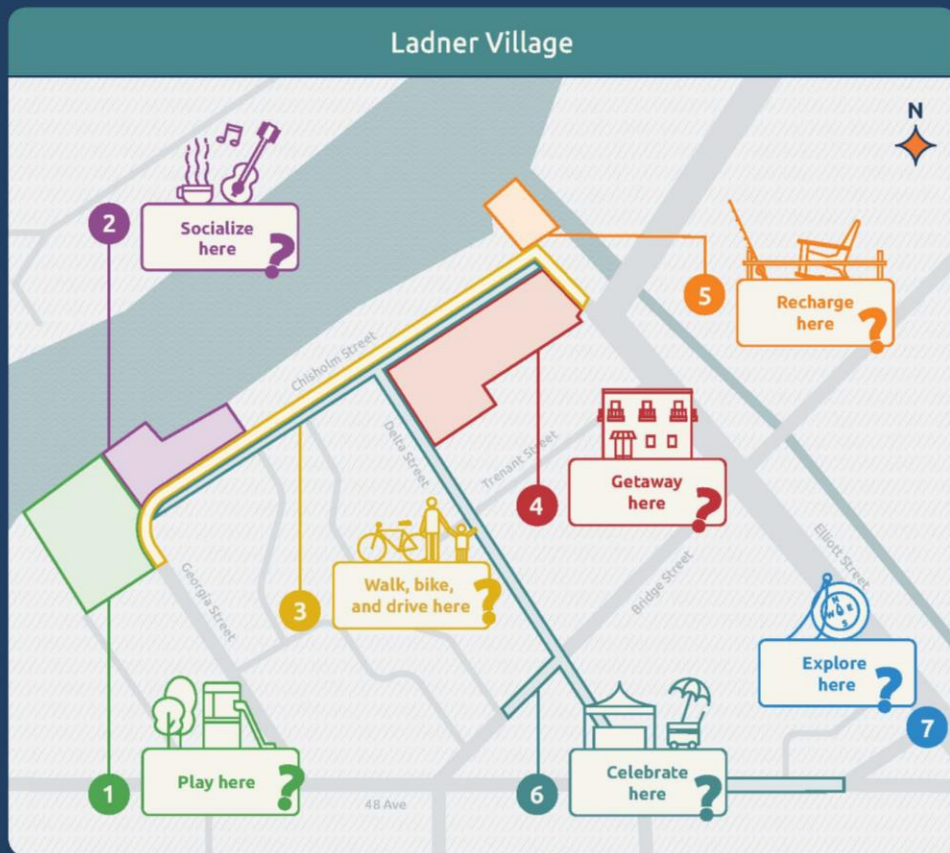 Ladner Village
N
2
Socialize
here
?
5
Recharge
here
?
Chisholm Street
Delta Street
Trenant Street
4
Getaway
here
?
3
Walk, bike,
and drive here
?
Georgia Street
Bridge Street
Elliott Street
N
W E
S
Explore
here
?
7
1
Play here
?
48 Ave
6
Celebrate
here
?